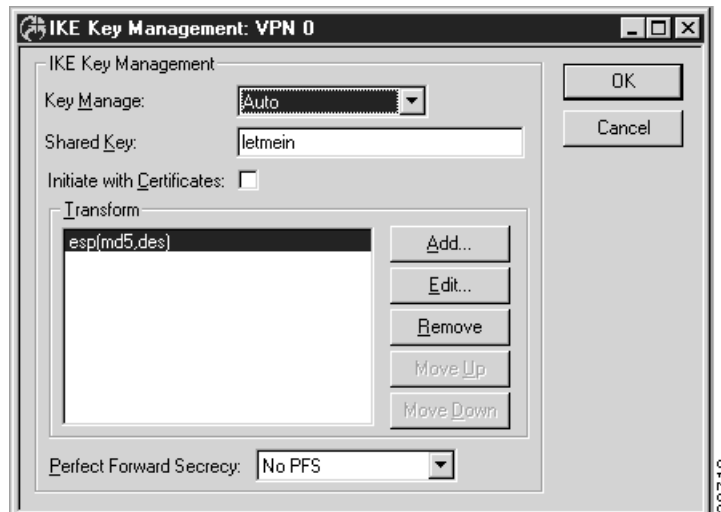 IKE Key Management: VPN 0
IKE Key Management
OK
Key Manage: Auto
Cancel
Shared Key: letmein
Initiate with Certificates:
Transform
esp(md5,des)
Add...
Edit...
Remove
Move Up
Move Down
Perfect Forward Secrecy: No PFS